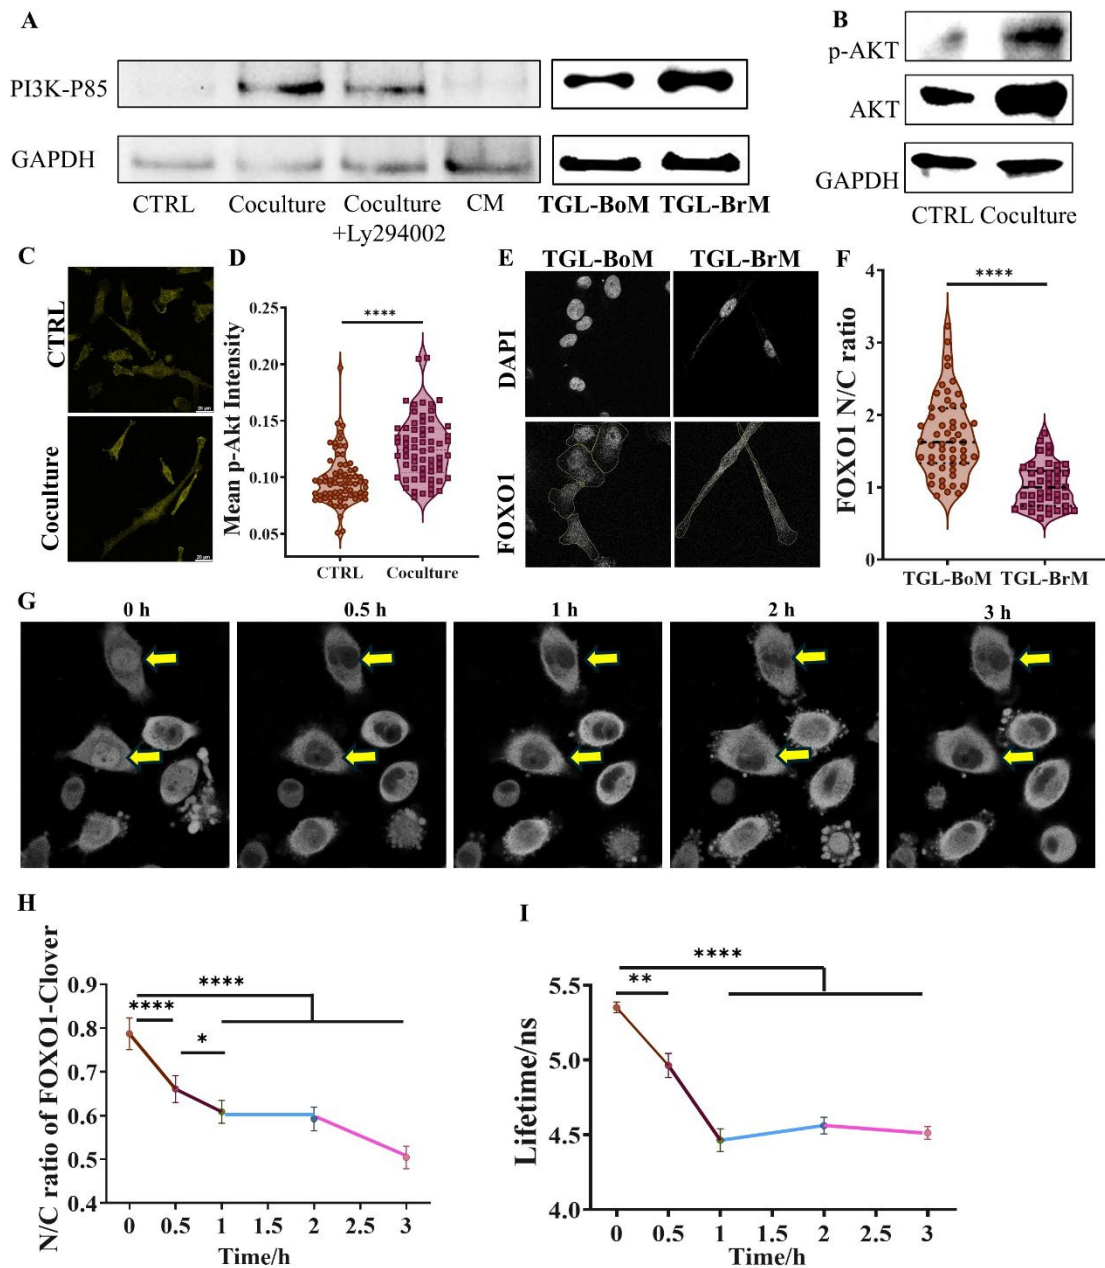 A
PI3K-P85
GAPDH
CTRL Coculture Coculture CM TGL-BoM TGL-BrM
+Ly294002
B
p-AKT
AKT
GAPDH
CTRL Coculture
C
CTRL
20 μm
Coculture
20 μm
D
Mean p-Akt Intensity
0.25
0.20
0.15
0.10
0.05
****
CTRL Coculture
E
TGL-BoM TGL-BrM
DAPI
FOXO1
F
FOXO1 N/C ratio
4
3
2
1
0
****
TGL-BoM TGL-BrM
G
0 h 0.5 h 1 h 2 h 3 h
H
N/C ratio of FOXO1-Clover
0.9
0.8
0.7
0.6
0.5
0.4
****
****
*
0 0.5 1 1.5 2 2.5 3
Time/h
I
Lifetime/ns
5.5
5.0
4.5
4.0
****
**
0 0.5 1 1.5 2 2.5 3
Time/h